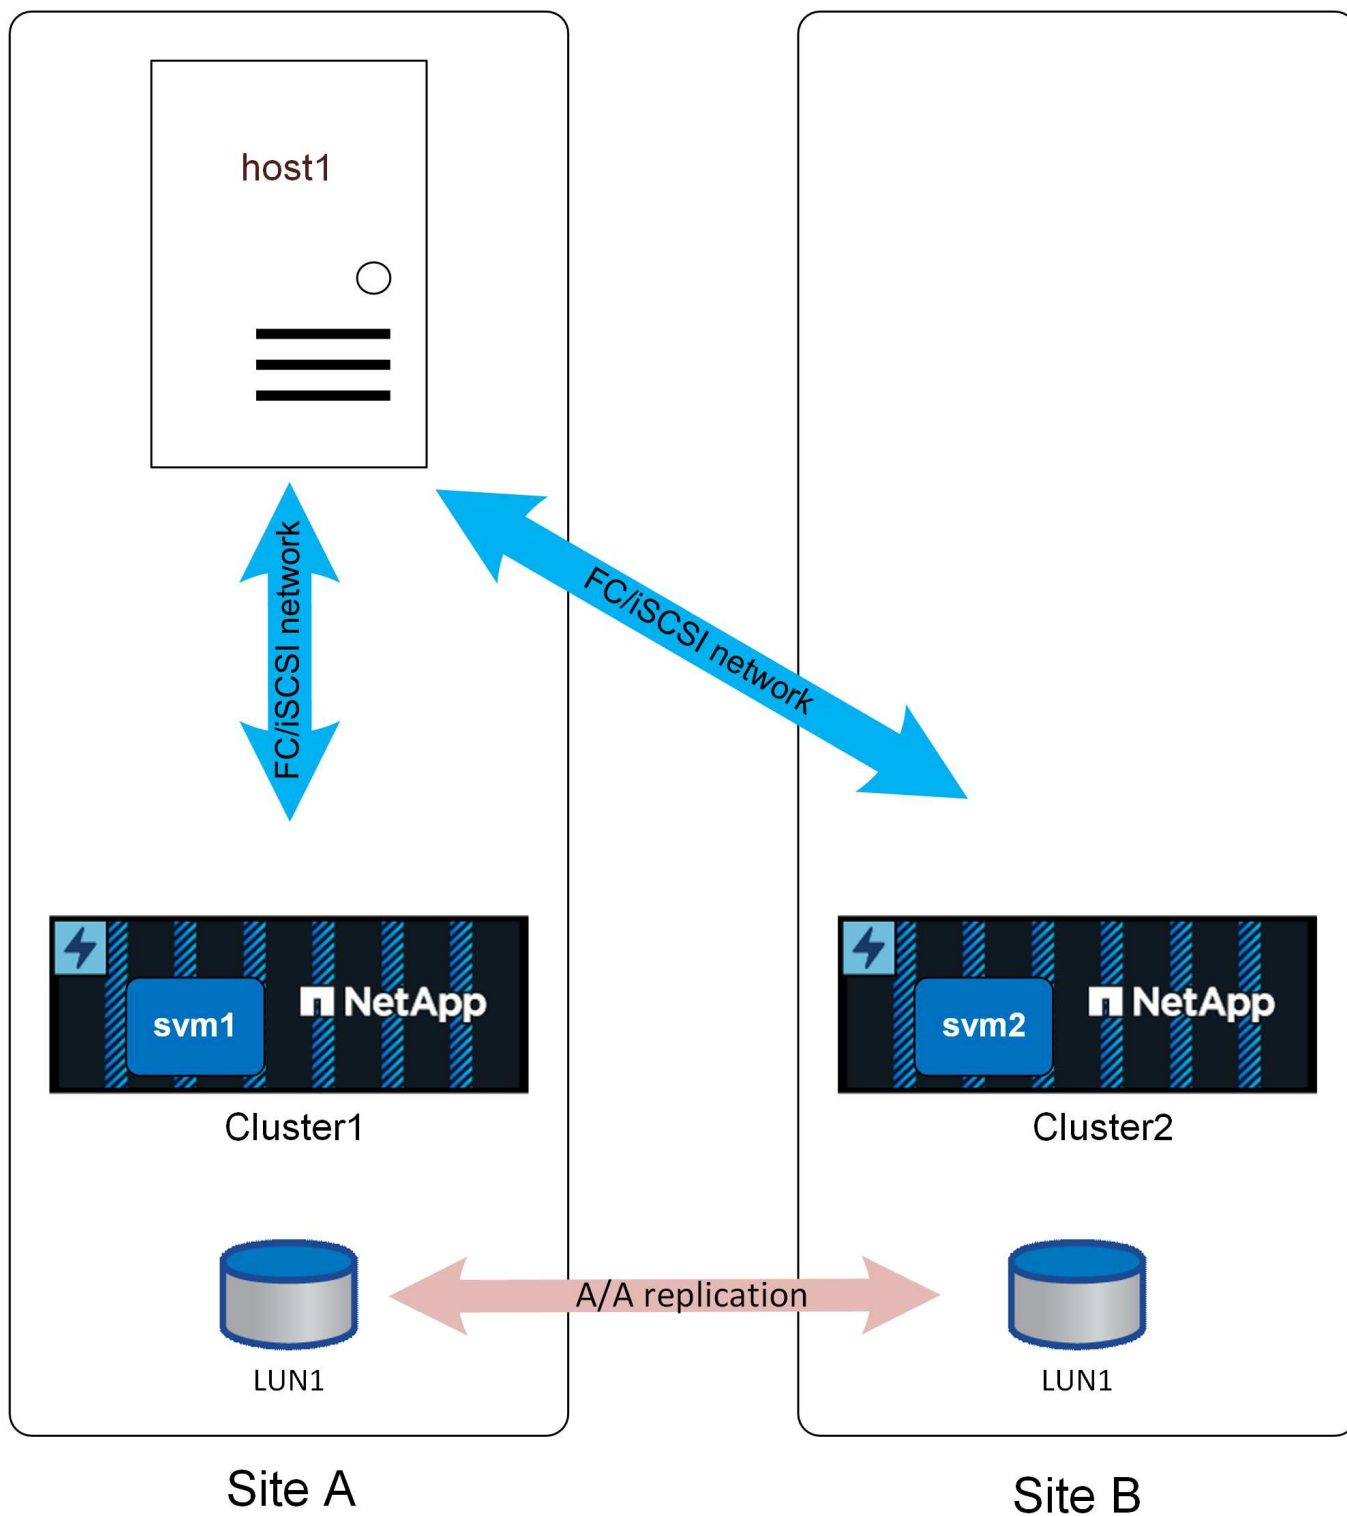 host1
FC/iSCSI network
FC/iSCSI network
svm1
NetApp
svm2
NetApp
Cluster1
Cluster2
A/A replication
LUN1
LUN1
Site A
Site B